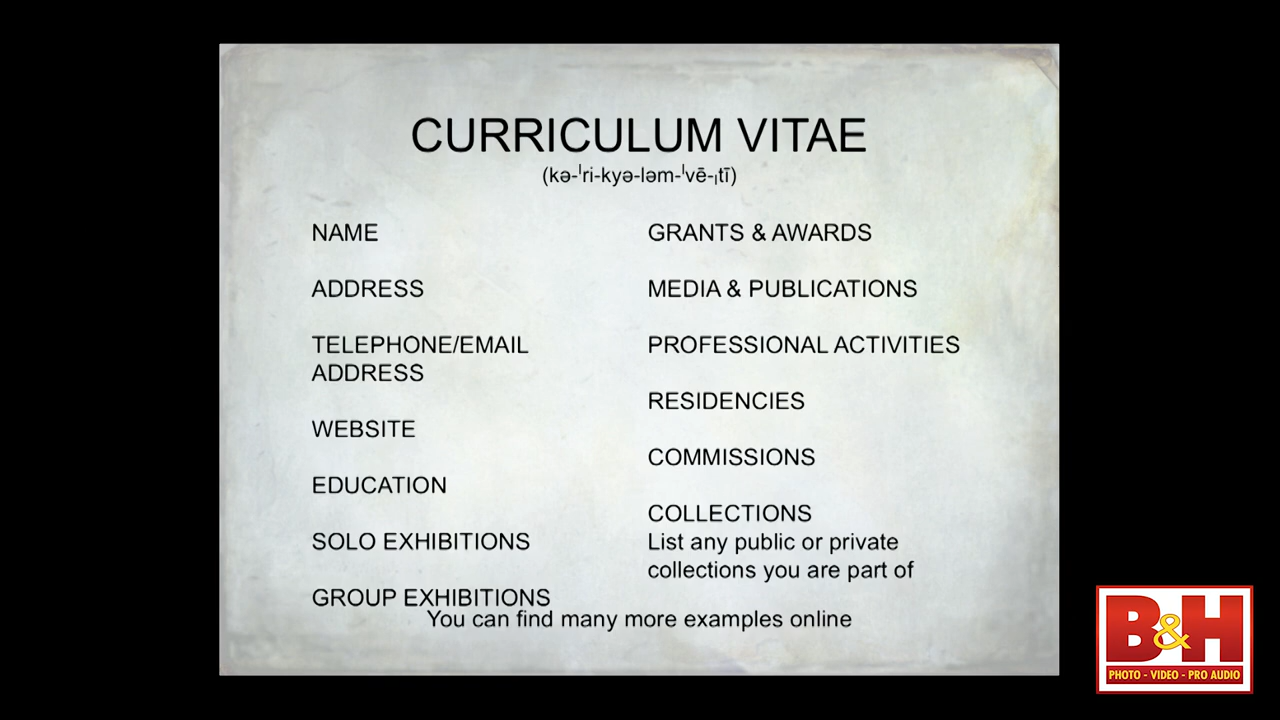 CURRICULUM VITAE
(kə-ˈri-kyə-ləm-ˈvē-ˌtī)
NAME
ADDRESS
TELEPHONE/EMAIL
ADDRESS
WEBSITE
EDUCATION
SOLO EXHIBITIONS
GROUP EXHIBITIONS
GRANTS & AWARDS
MEDIA & PUBLICATIONS
PROFESSIONAL ACTIVITIES
RESIDENCIES
COMMISSIONS
COLLECTIONS
List any public or private
collections you are part of
You can find many more examples online
B&H
PHOTO - VIDEO - PRO AUDIO